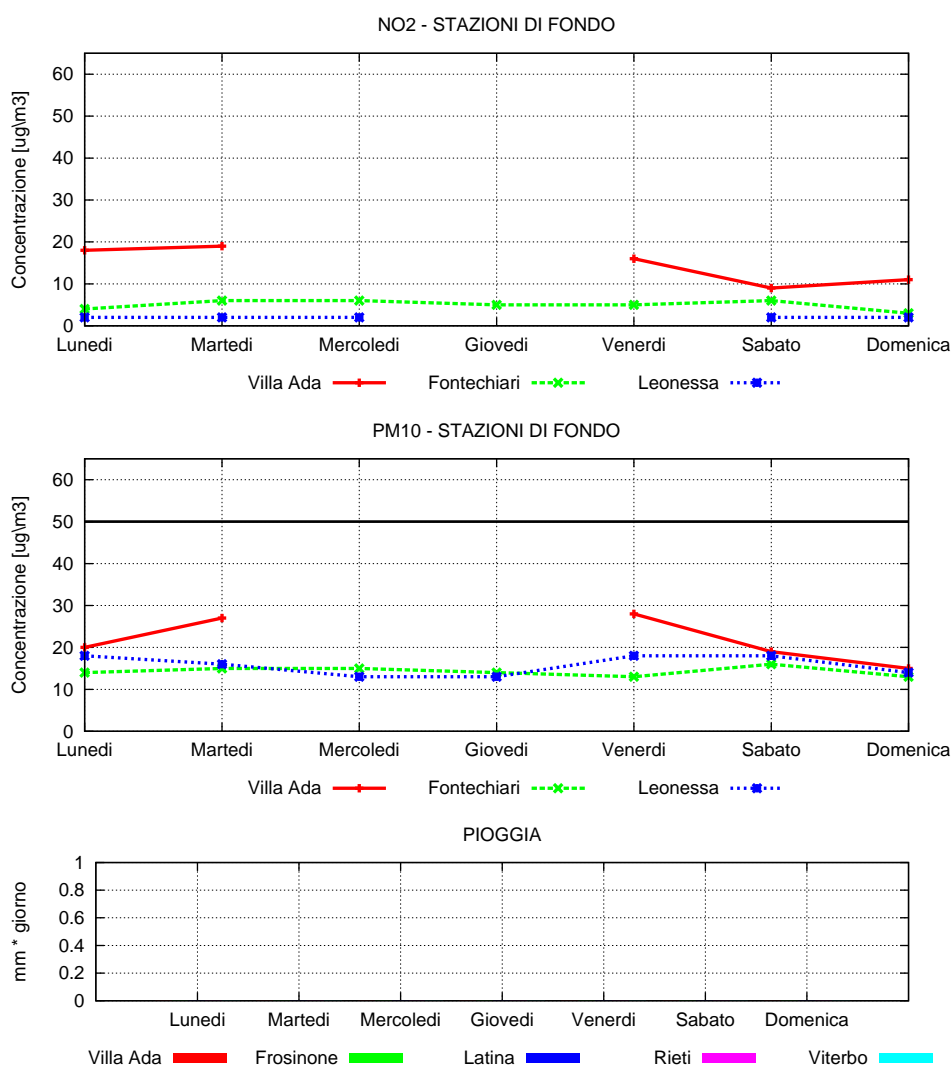 NO2 - STAZIONI DI FONDO
Concentrazione [ug\m3]
60
50
40
30
20
10
0
Lunedi Martedi Mercoledi Giovedi Venerdi Sabato Domenica
Villa Ada Fontechiari Leonessa
PM10 - STAZIONI DI FONDO
Concentrazione [ug\m3]
60
50
40
30
20
10
0
Lunedi Martedi Mercoledi Giovedi Venerdi Sabato Domenica
Villa Ada Fontechiari Leonessa
PIOGGIA
mm * giorno
1
0.8
0.6
0.4
0.2
0
Lunedi Martedi Mercoledi Giovedi Venerdi Sabato Domenica
Villa Ada Frosinone Latina Rieti Viterbo